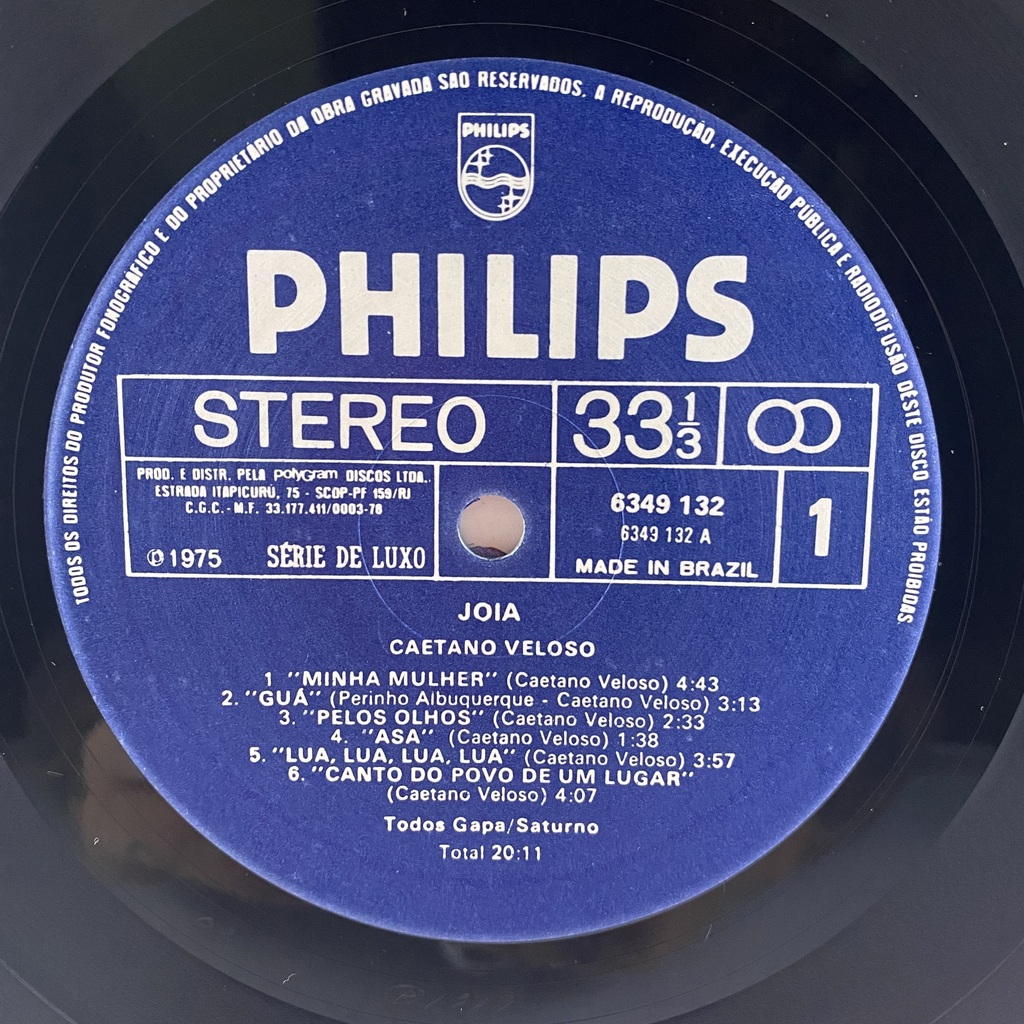 TODOS OS DIREITOS DO PRODUTOR FONOGRÁFICO E DO PROPRIETÁRIO DA OBRA GRAVADA SAO RESERVADOS. A REPRODUÇÃO, EXECUÇÃO PÚBLICA E RADIODIFUSÃO DESTE DISCO ESTÃO PROIBIDAS.
PHILIPS
PHILIPS
STEREO
33 1/3
PROD. E DISTR. PELA polyGram DISCOS LTDA.
ESTRADA ITAPICURÚ, 75 - SCOP-PF 159/RJ
C.G.C. - M.F. 33.177.411/0003-78
℗ 1975 SÉRIE DE LUXO
6349 132
6349 132 A
MADE IN BRAZIL
1
JOIA
CAETANO VELOSO
1 "MINHA MULHER" (Caetano Veloso) 4:43
2. "GUÁ" (Perinho Albuquerque - Caetano Veloso) 3:13
3. "PELOS OLHOS" (Caetano Veloso) 2:33
4. "ASA" (Caetano Veloso) 1:38
5. "LUA, LUA, LUA, LUA" (Caetano Veloso) 3:57
6. "CANTO DO POVO DE UM LUGAR"
(Caetano Veloso) 4:07
Todos Gapa/Saturno
Total 20:11